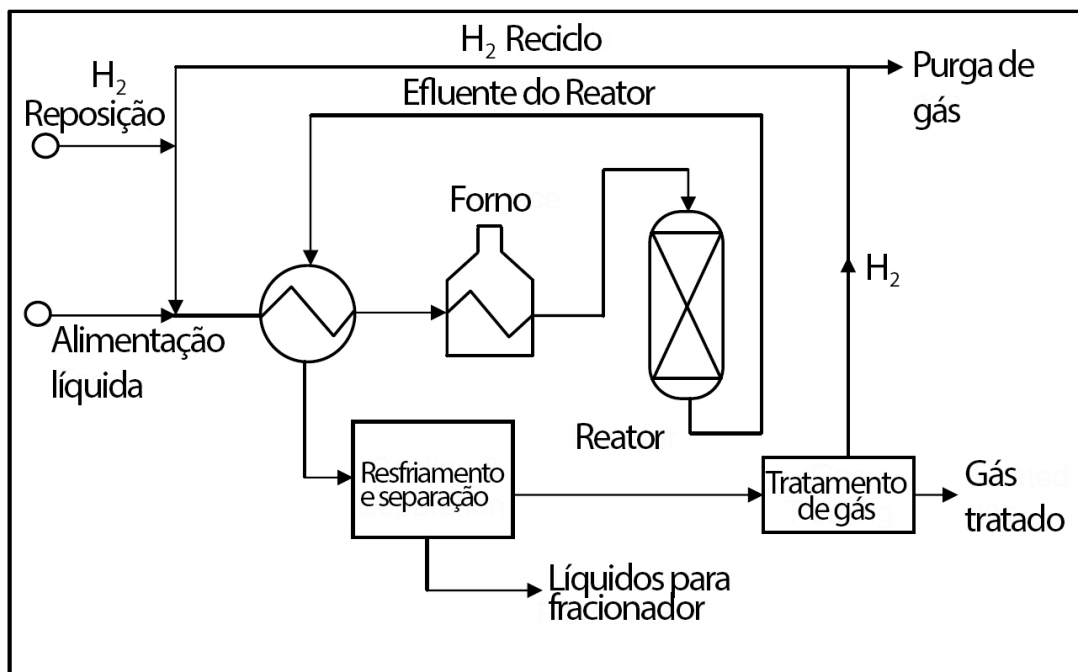 H₂ Reciclo
Purga de
gás
H₂
Reposição
Efluente do Reator
Forno
H₂
Alimentação
líquida
Reator
Resfriamento
e separação
Tratamento
de gás
Gás
tratado
Líquidos para
fracionador